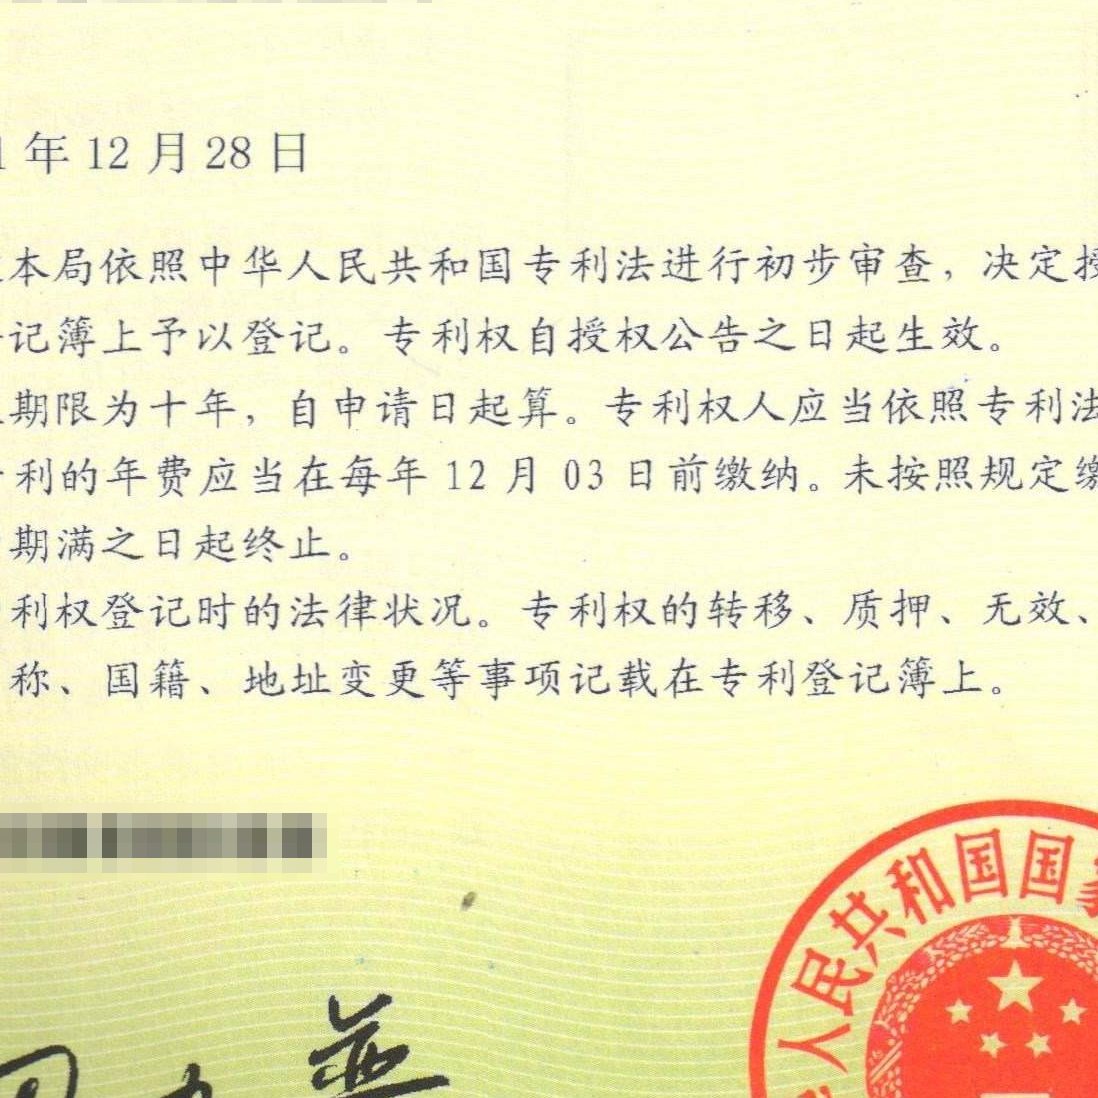 1 年 12 月 28 日
本局依照中华人民共和国专利法进行初步审查，决定授
记簿上予以登记。专利权自授权公告之日起生效。
期限为十年，自申请日起算。专利权人应当依照专利法
利的年费应当在每年 12 月 03 日前缴纳。未按照规定缴
期满之日起终止。
利权登记时的法律状况。专利权的转移、质押、无效、
称、国籍、地址变更等事项记载在专利登记簿上。
人民共和国国家